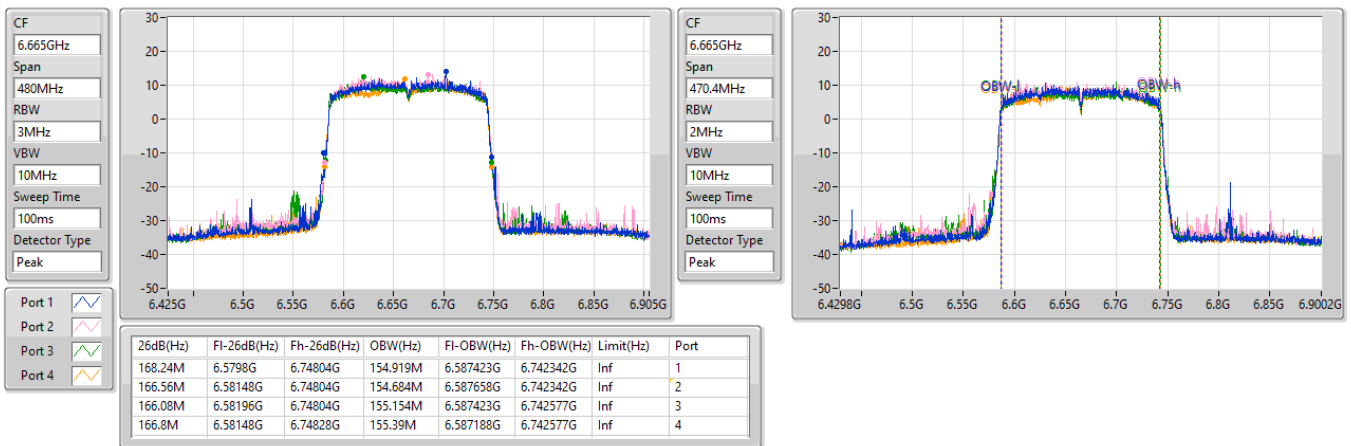 CF
6.665GHz
Span
480MHz
RBW
3MHz
VBW
10MHz
Sweep Time
100ms
Detector Type
Peak
30
20
10
0
-10
-20
-30
-40
-50
6.425G 6.5G 6.55G 6.6G 6.65G 6.7G 6.75G 6.8G 6.85G 6.905G
CF
6.665GHz
Span
470.4MHz
RBW
2MHz
VBW
10MHz
Sweep Time
100ms
Detector Type
Peak
30
20
10
0
-10
-20
-30
-40
-50
OBW-l OBW-h
6.4298G 6.5G 6.55G 6.6G 6.65G 6.7G 6.75G 6.8G 6.85G 6.9002G
Port 1
Port 2
Port 3
Port 4
26dB(Hz) Fl-26dB(Hz) Fh-26dB(Hz) OBW(Hz) Fl-OBW(Hz) Fh-OBW(Hz) Limit(Hz) Port
168.24M 6.5798G 6.74804G 154.919M 6.587423G 6.742342G Inf 1
166.56M 6.58148G 6.74804G 154.684M 6.587658G 6.742342G Inf 2
166.08M 6.58196G 6.74804G 155.154M 6.587423G 6.742577G Inf 3
166.8M 6.58148G 6.74828G 155.39M 6.587188G 6.742577G Inf 4